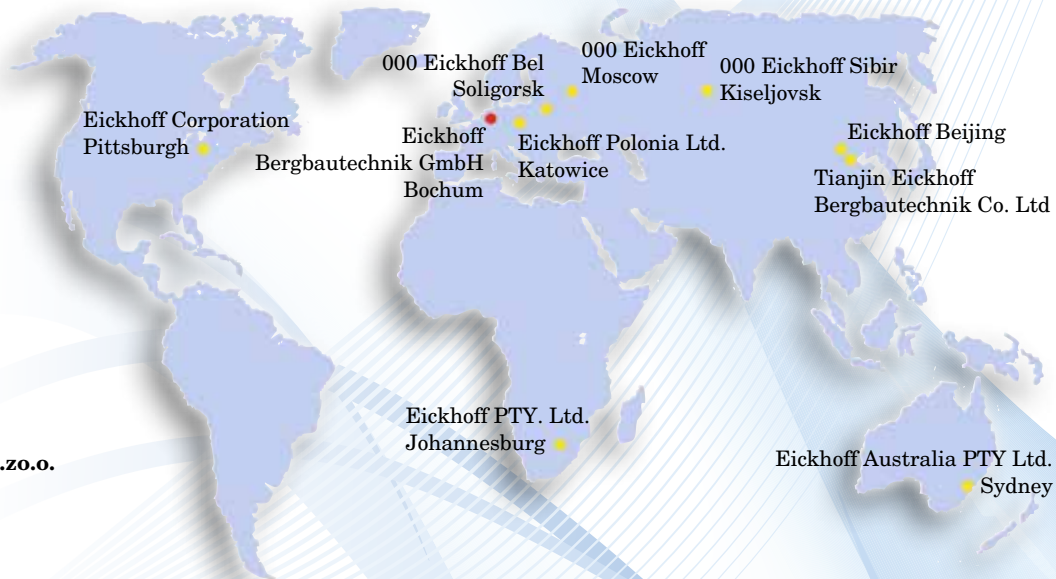 000 Eickhoff Bel
Soligorsk
000 Eickhoff
Moscow
000 Eickhoff Sibir
Kiseljovsk
Eickhoff Corporation
Pittsburgh
Eickhoff
Bergbautechnik GmbH
Bochum
Eickhoff Polonia Ltd.
Katowice
Eickhoff Beijing
Tianjin Eickhoff
Bergbautechnik Co. Ltd
Eickhoff PTY. Ltd.
Johannesburg
.zo.o.
Eickhoff Australia PTY Ltd.
Sydney